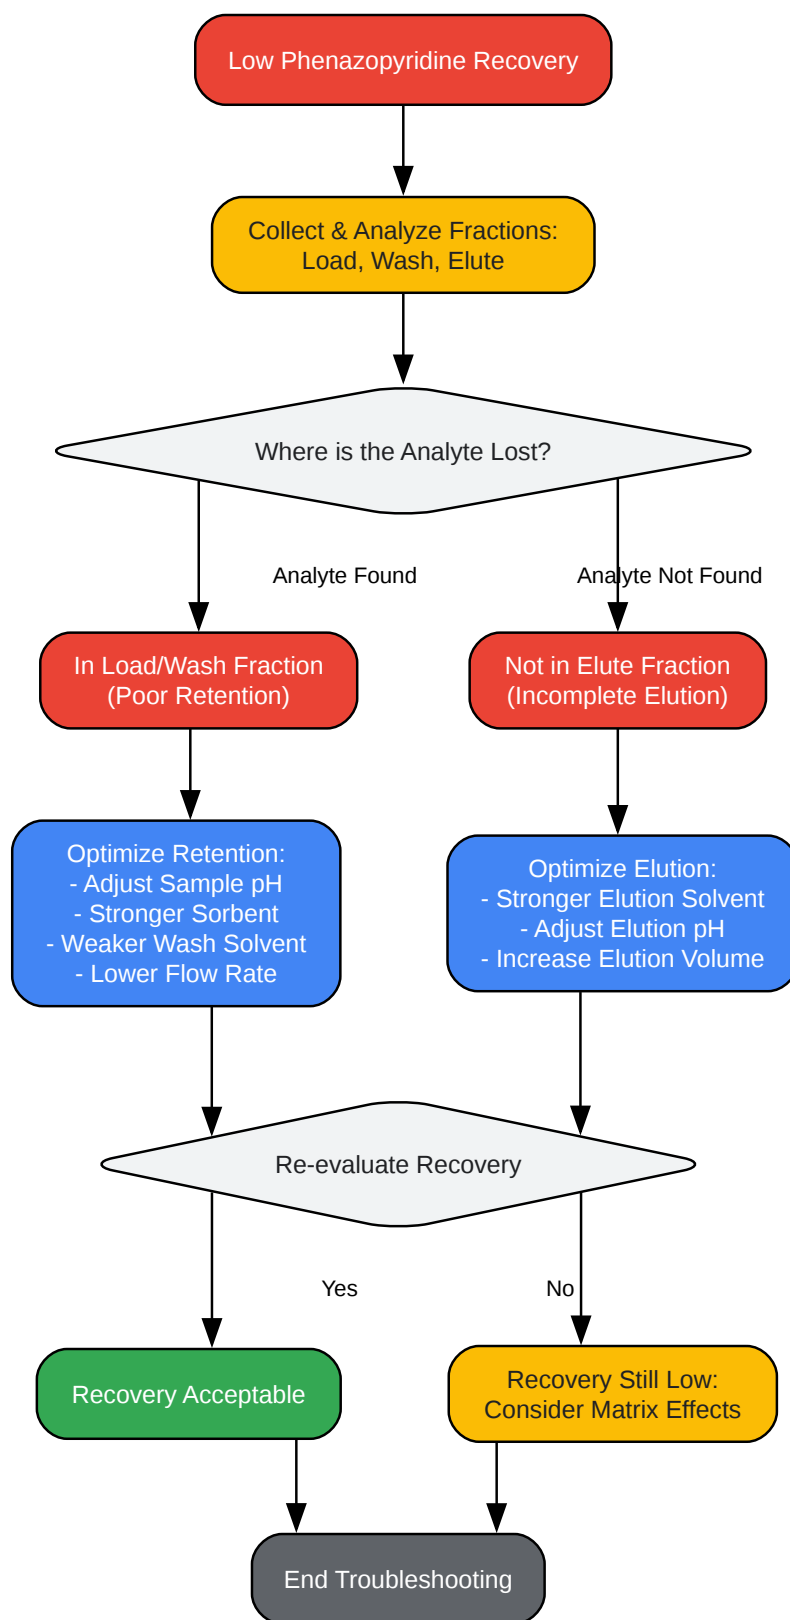 Low Phenazopyridine Recovery
Collect & Analyze Fractions:
Load, Wash, Elute
Where is the Analyte Lost?
Analyte Found
Analyte Not Found
In Load/Wash Fraction
(Poor Retention)
Not in Elute Fraction
(Incomplete Elution)
Optimize Retention:
- Adjust Sample pH
- Stronger Sorbent
- Weaker Wash Solvent
- Lower Flow Rate
Optimize Elution:
- Stronger Elution Solvent
- Adjust Elution pH
- Increase Elution Volume
Re-evaluate Recovery
Yes
No
Recovery Acceptable
Recovery Still Low:
Consider Matrix Effects
End Troubleshooting